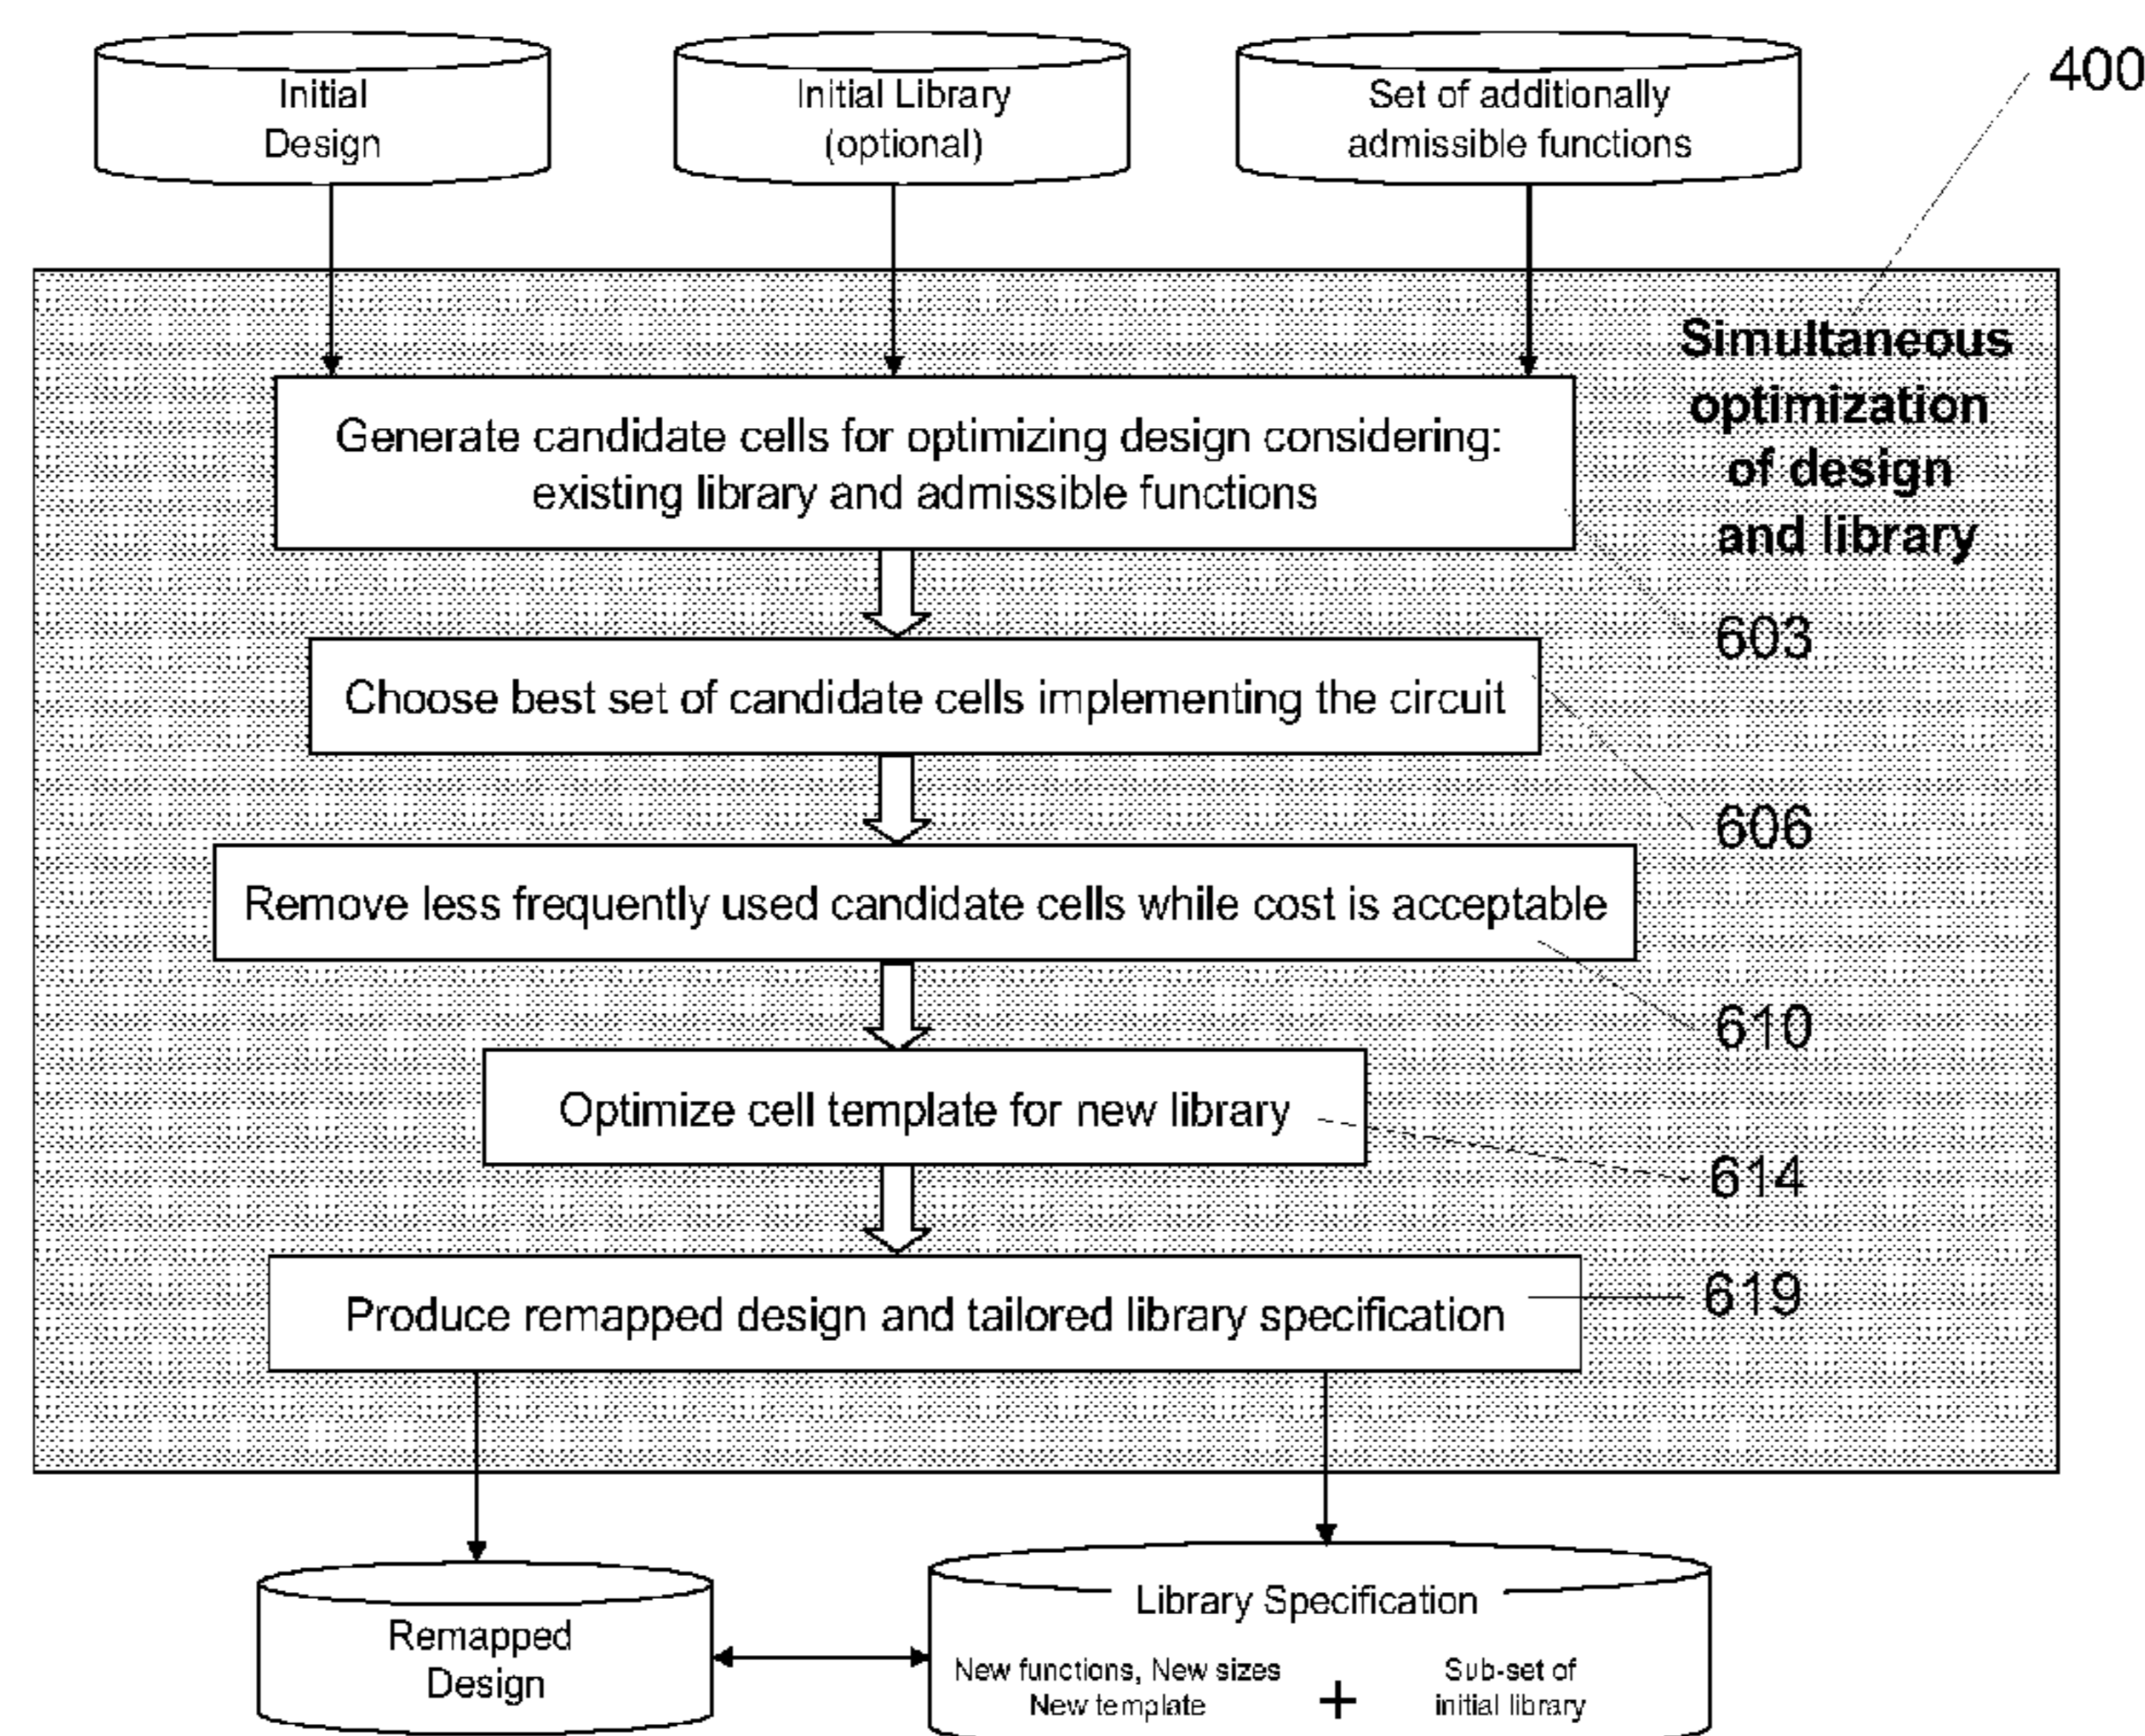 Initial
Design
Initial Library
(optional)
Set of additionally
admissible functions
400
Simultaneous
optimization
of design
and library
Generate candidate cells for optimizing design considering:
existing library and admissible functions
603
Choose best set of candidate cells implementing the circuit
606
Remove less frequently used candidate cells while cost is acceptable
610
Optimize cell template for new library
614
Produce remapped design and tailored library specification
619
Remapped
Design
Library Specification
New functions, New sizes
New template
+
Sub-set of
initial library